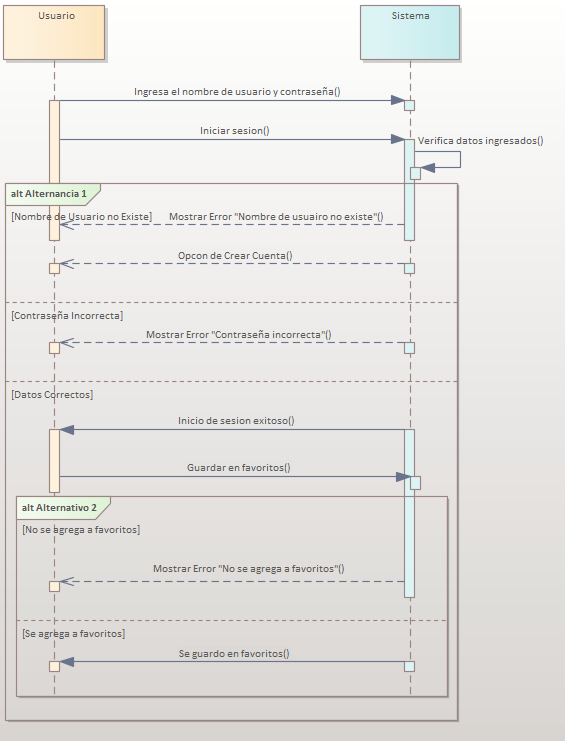 Usuario
Sistema
Ingresa el nombre de usuario y contraseña()
Iniciar sesion()
Verifica datos ingresados()
alt Alternancia 1
[Nombre de Usuario no Existe]
Mostrar Error "Nombre de usuairo no existe"()
Opcon de Crear Cuenta()
[Contraseña Incorrecta]
Mostrar Error "Contraseña incorrecta"()
[Datos Correctos]
Inicio de sesion exitoso()
Guardar en favoritos()
alt Alternativo 2
[No se agrega a favoritos]
Mostrar Error "No se agrega a favoritos"()
[Se agrega a favoritos]
Se guardo en favoritos()